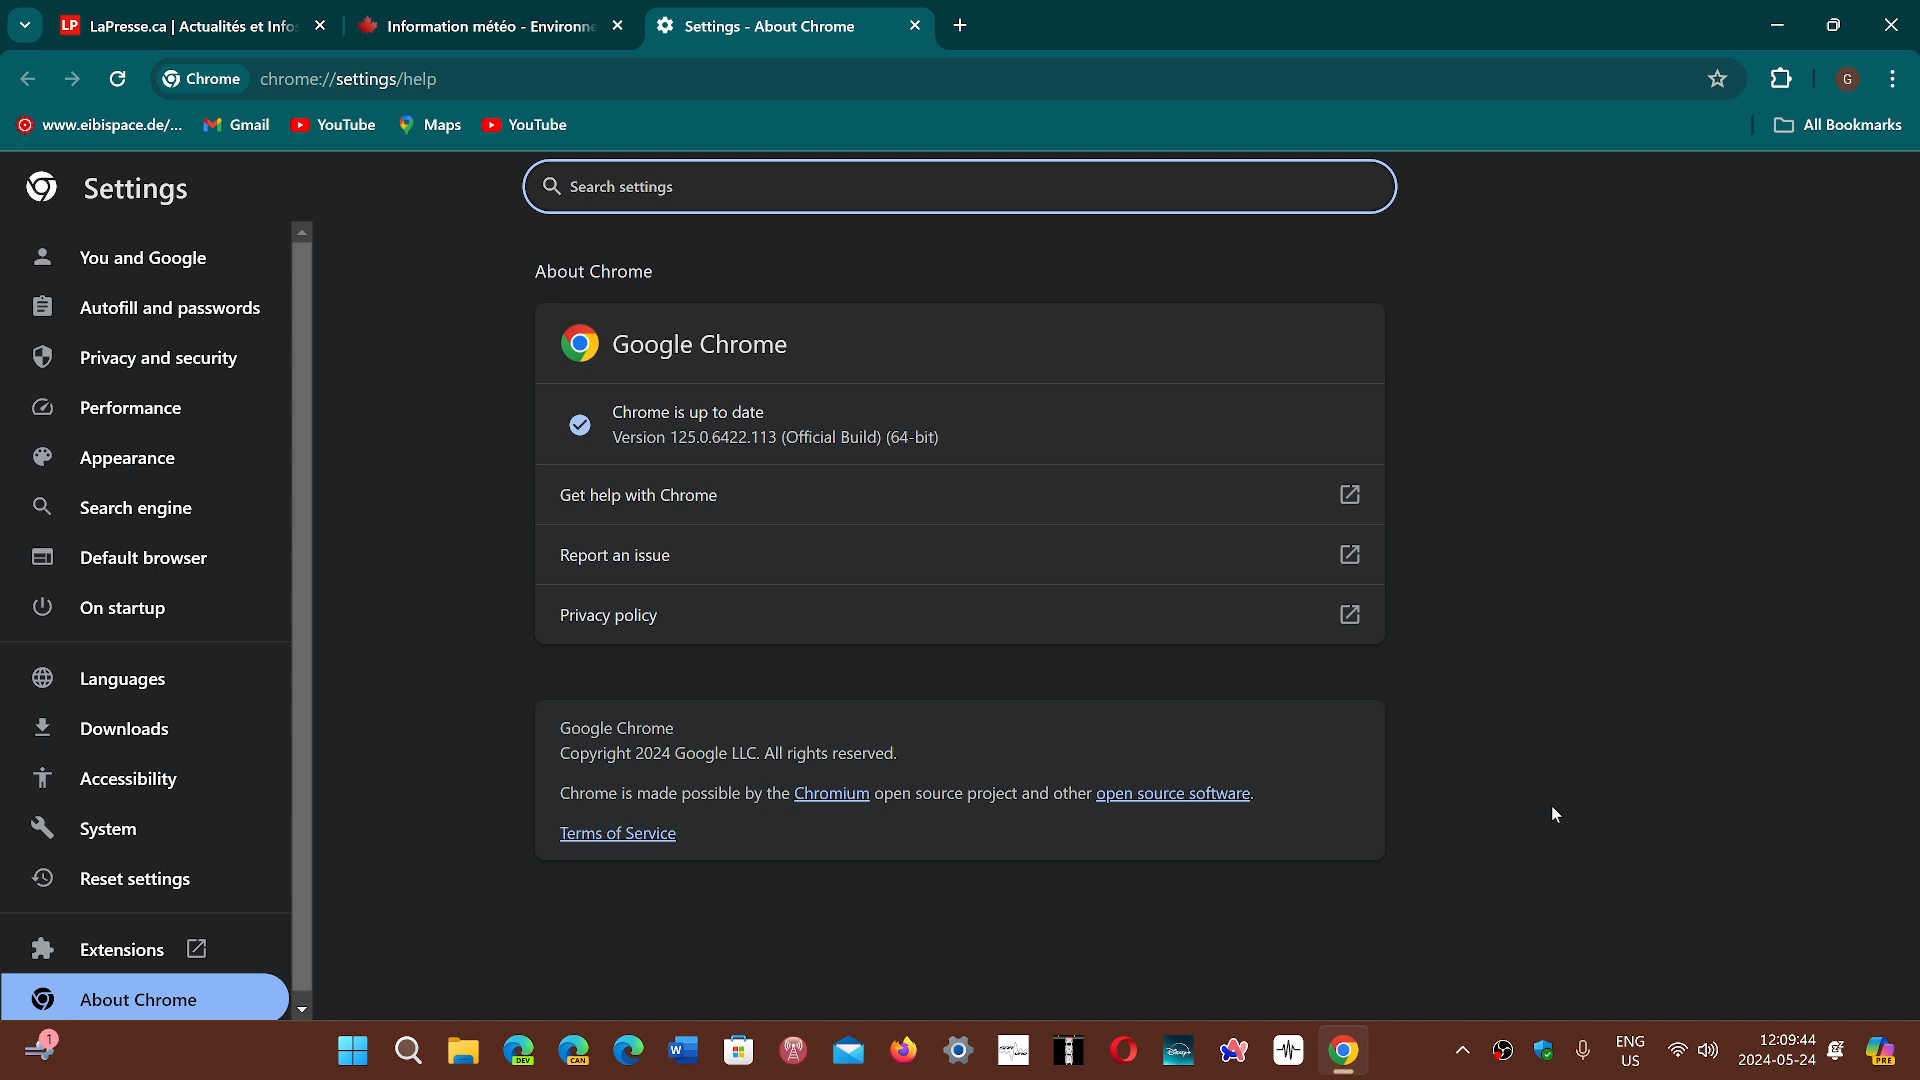 LP LaPresse.ca | Actualités et Info
Information météo - Environne
Settings - About Chrome
Chrome chrome://settings/help
G
www.eibispace.de/...
Gmail
YouTube
Maps
YouTube
All Bookmarks
Settings
Search settings
You and Google
Autofill and passwords
Privacy and security
Performance
Appearance
Search engine
Default browser
On startup
Languages
Downloads
Accessibility
System
Reset settings
Extensions
About Chrome
About Chrome
Google Chrome
Chrome is up to date
Version 125.0.6422.113 (Official Build) (64-bit)
Get help with Chrome
Report an issue
Privacy policy
Google Chrome
Copyright 2024 Google LLC. All rights reserved.
Chrome is made possible by the Chromium open source project and other open source software.
Terms of Service
1
DEV
CAN
W
Disney+
ENG
US
12:09:44
2024-05-24
PRE